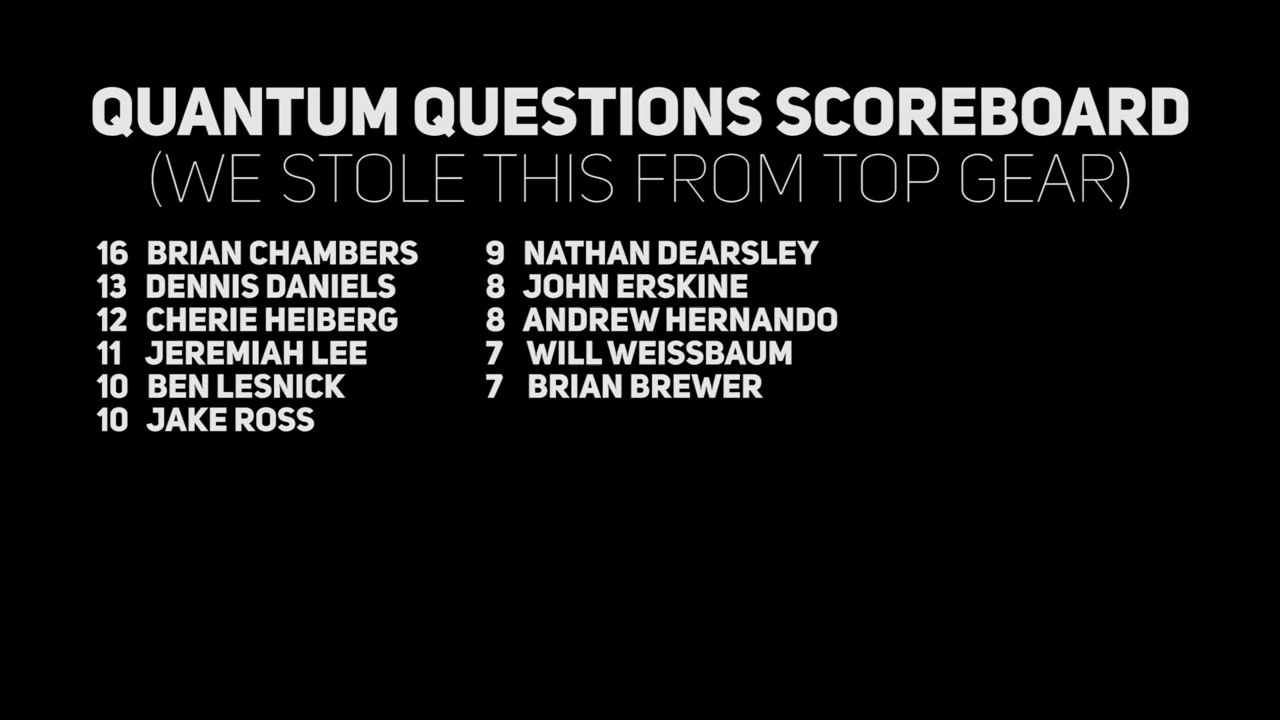 QUANTUM QUESTIONS SCOREBOARD
(WE STOLE THIS FROM TOP GEAR)
16 BRIAN CHAMBERS
13 DENNIS DANIELS
12 CHERIE HEIBERG
11 JEREMIAH LEE
10 BEN LESNICK
10 JAKE ROSS
9 NATHAN DEARSLEY
8 JOHN ERSKINE
8 ANDREW HERNANDO
7 WILL WEISSBAUM
7 BRIAN BREWER